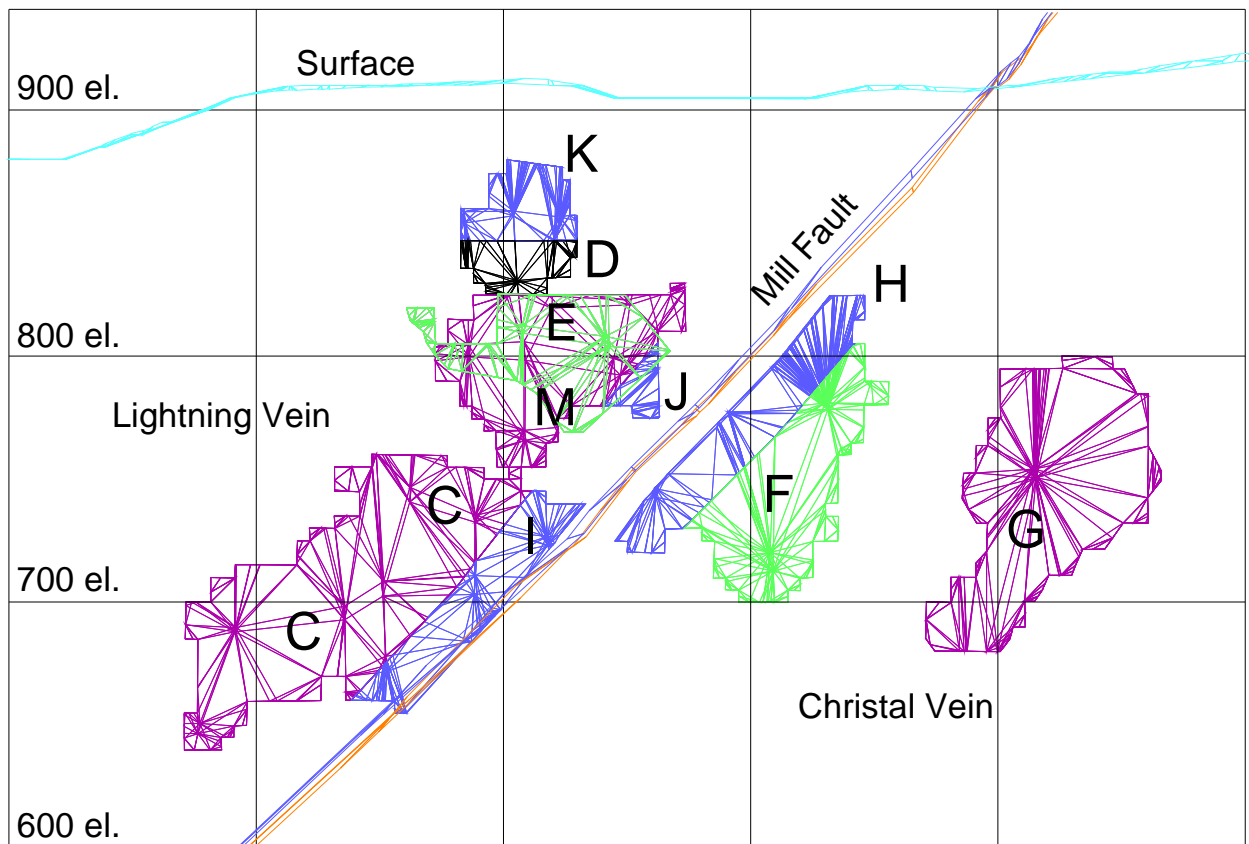 Surface
900 el.
K
Mill Fault
D
H
E
800 el.
J
M
Lightning Vein
C
F
I
G
700 el.
C
Christal Vein
600 el.